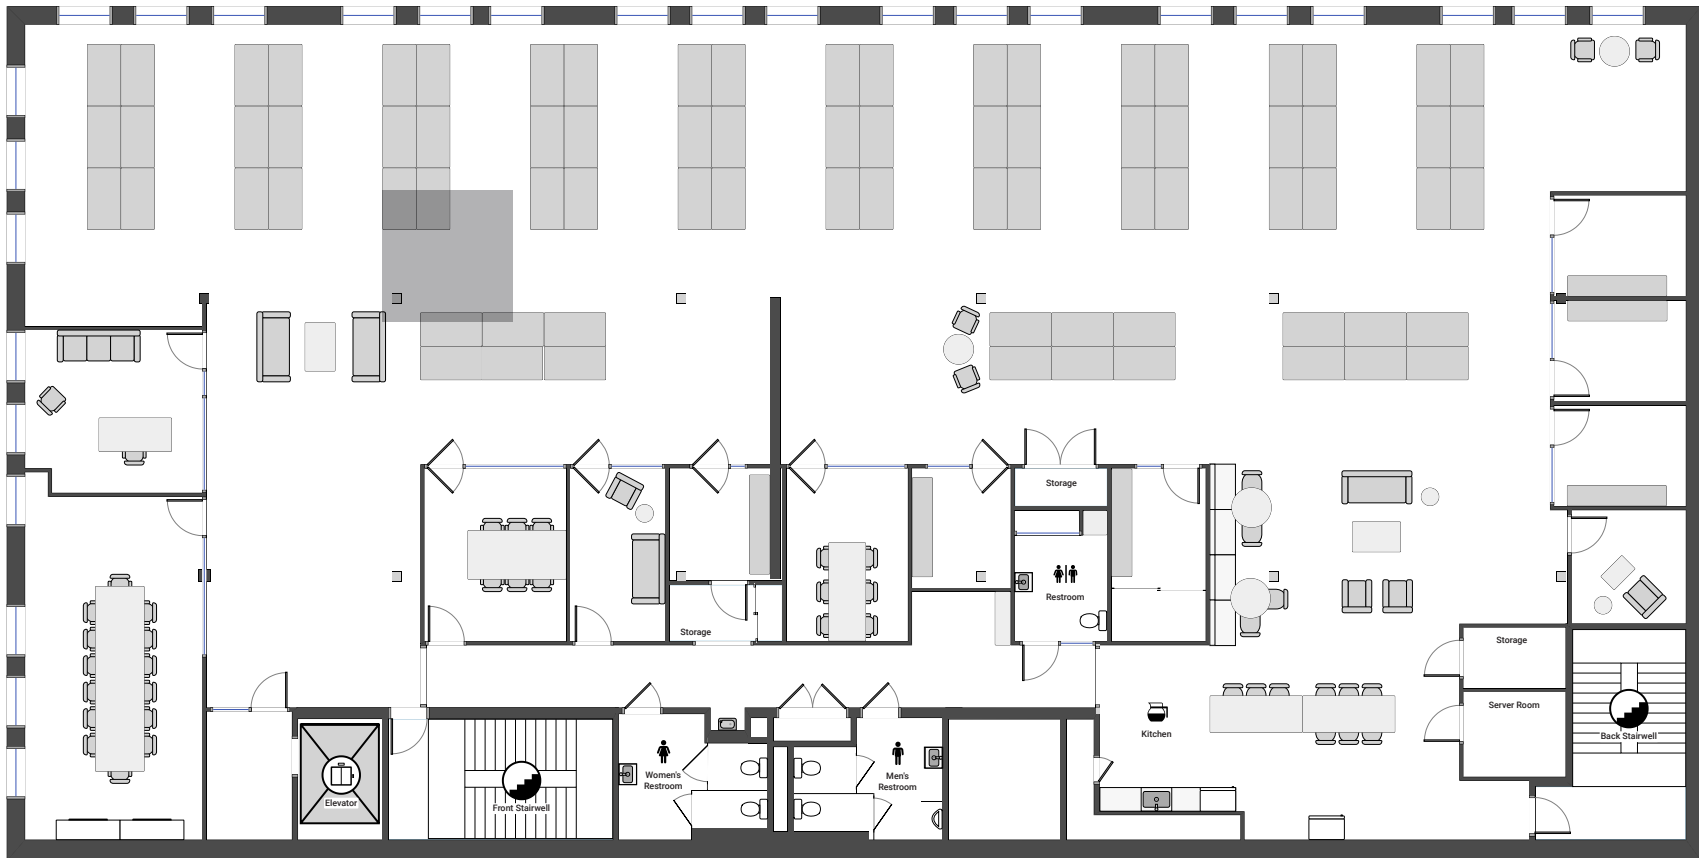 Storage
Restroom
Storage
Storage
Server Room
Kitchen
Back Stairwell
Women's
Restroom
Men's
Restroom
Elevator
Front Stairwell